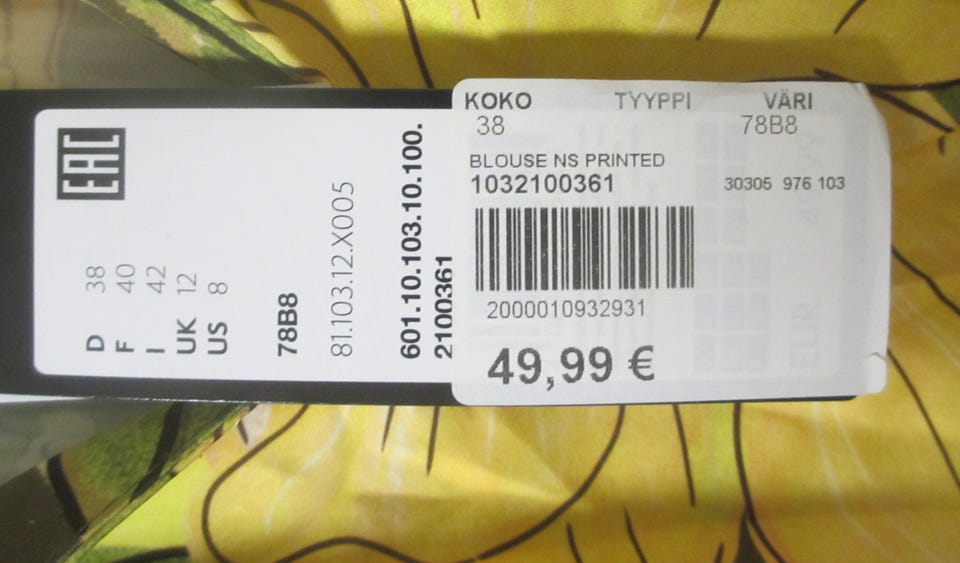 EAC
D 38
F 40
I 42
UK 12
US 8
78B8
81.103.12.X005
601.10.103.10.100.
2100361
KOKO TYYPPI VÄRI
38 78B8
BLOUSE NS PRINTED
1032100361 30305 976 103
2000010932931
49,99 €
EUR